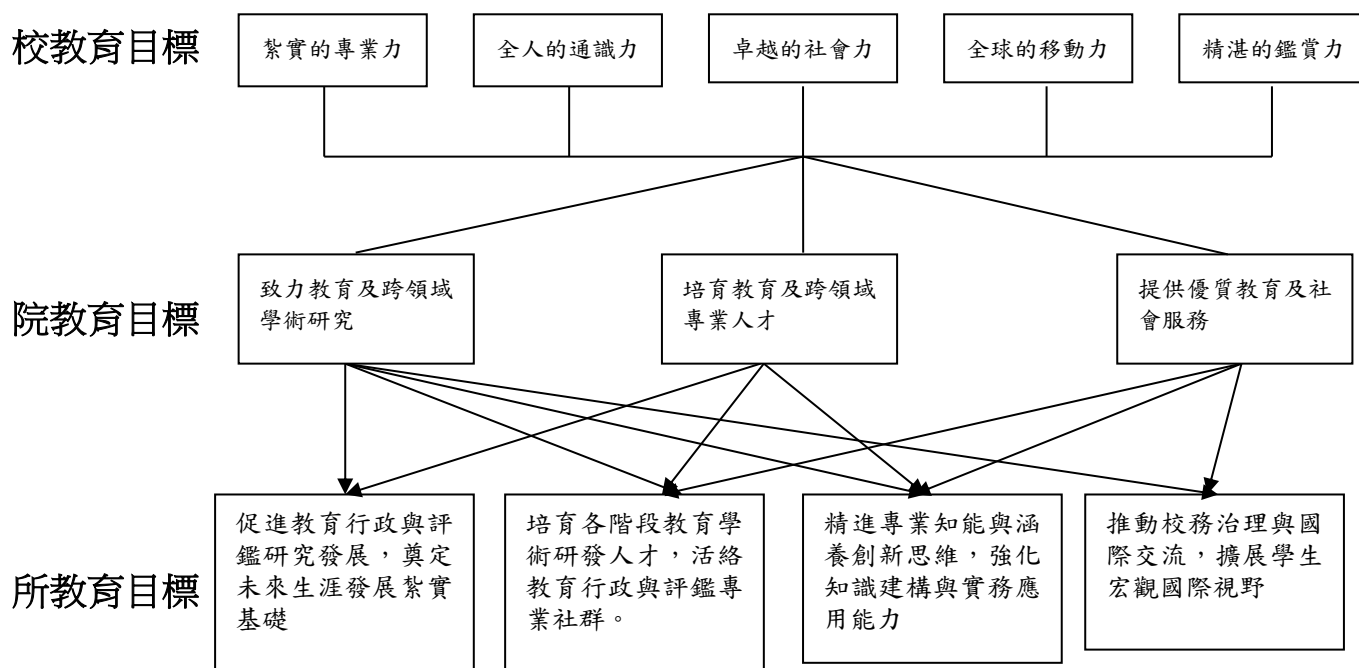 校教育目標
紮實的專業力
全人的通識力
卓越的社會力
全球的移動力
精湛的鑑賞力
院教育目標
致力教育及跨領域
學術研究
培育教育及跨領域
專業人才
提供優質教育及社
會服務
所教育目標
促進教育行政與評
鑑研究發展，奠定
未來生涯發展紮實
基礎
培育各階段教育學
術研發人才，活絡
教育行政與評鑑專
業社群。
精進專業知能與涵
養創新思維，強化
知識建構與實務應
用能力
推動校務治理與國
際交流，擴展學生
宏觀國際視野